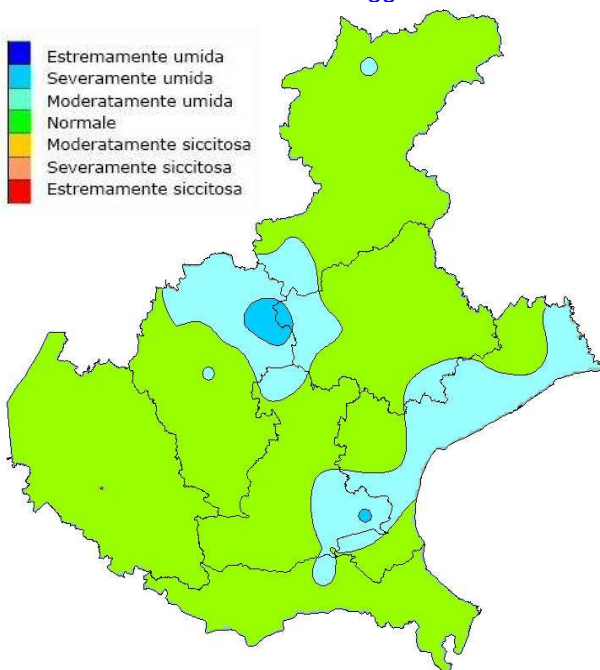 Estremamente umida
Severamente umida
Moderatamente umida
Normale
Moderatamente siccitosa
Severamente siccitosa
Estremamente siccitosa